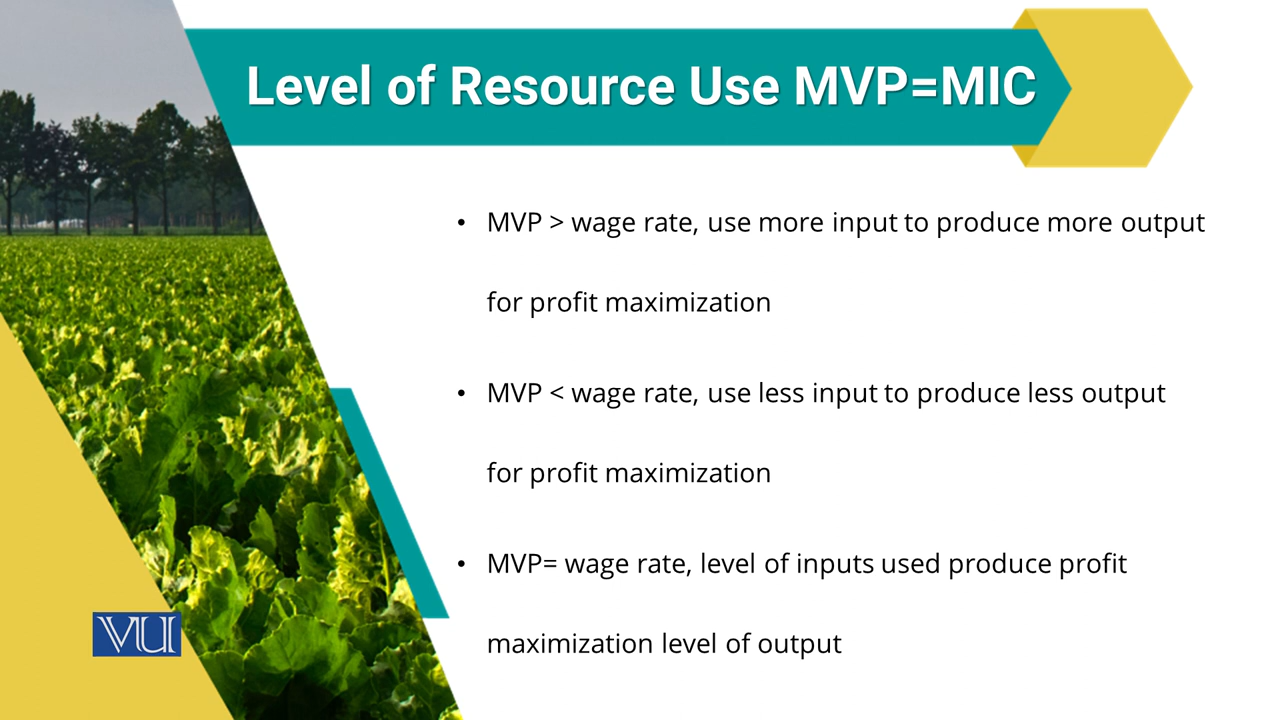 Level of Resource Use MVP=MIC
• MVP > wage rate, use more input to produce more output
for profit maximization
• MVP < wage rate, use less input to produce less output
for profit maximization
• MVP= wage rate, level of inputs used produce profit
maximization level of output
VU